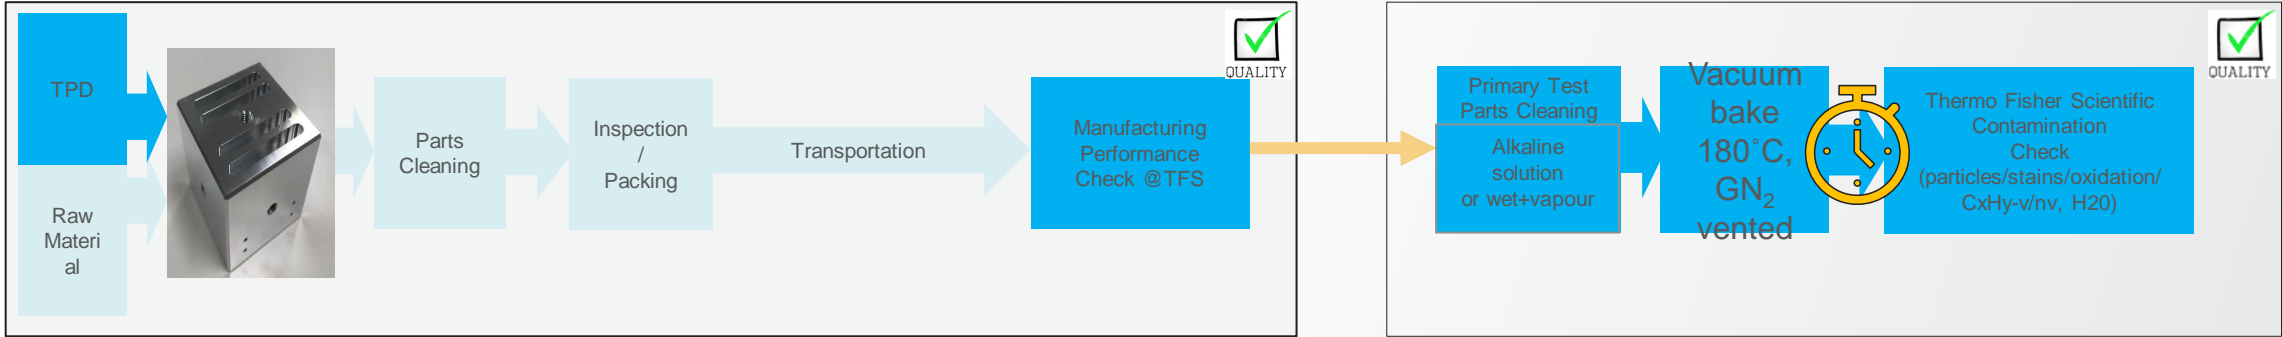 TPD
Raw
Materi
al
Parts
Cleaning
Inspection
/
Packing
Transportation
Manufacturing
Performance
Check @TFS
QUALITY
Primary Test
Parts Cleaning
Alkaline
solution
or wet+vapour
Vacuum
bake
180°C,
GN₂
vented
Thermo Fisher Scientific
Contamination
Check
(particles/stains/oxidation/
CxHy-v/nv, H20)
QUALITY